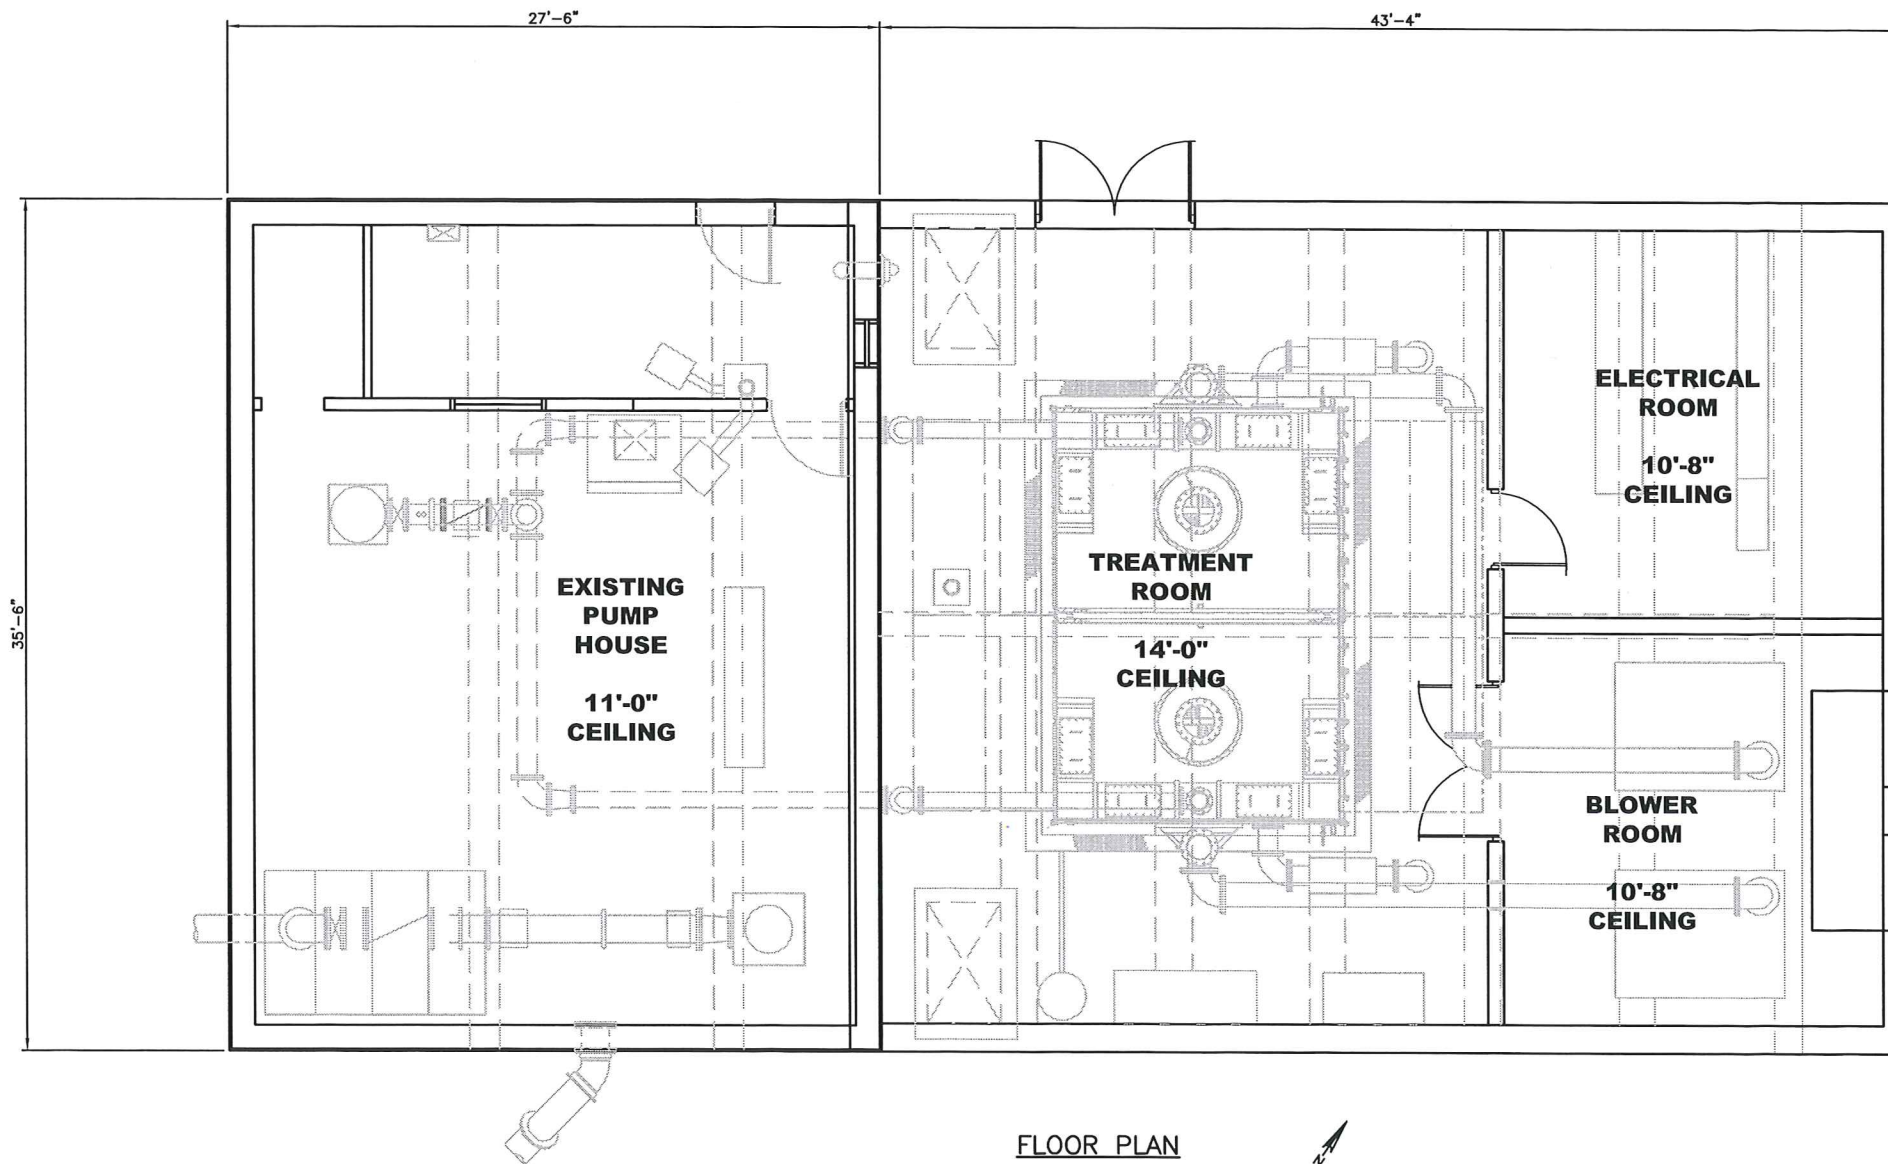 27'-6"
43'-4"
35'-6"
EXISTING
PUMP
HOUSE
11'-0"
CEILING
TREATMENT
ROOM
14'-0"
CEILING
ELECTRICAL
ROOM
10'-8"
CEILING
BLOWER
ROOM
10'-8"
CEILING
FLOOR PLAN
N